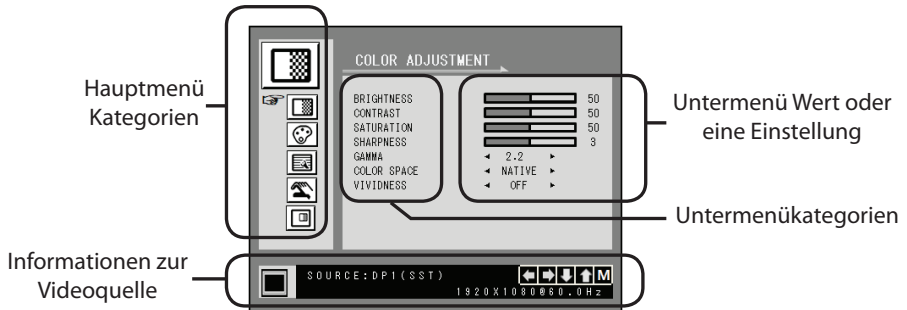 COLOR ADJUSTMENT
Hauptmenü
Kategorien
BRIGHTNESS 50
CONTRAST 50
SATURATION 50
SHARPNESS 3
GAMMA 2.2
COLOR SPACE NATIVE
VIVIDNESS OFF
Untermenü Wert oder
eine Einstellung
Untermenükategorien
Informationen zur
Videoquelle
SOURCE:DP1(SST) M
1920X1080@60.0Hz